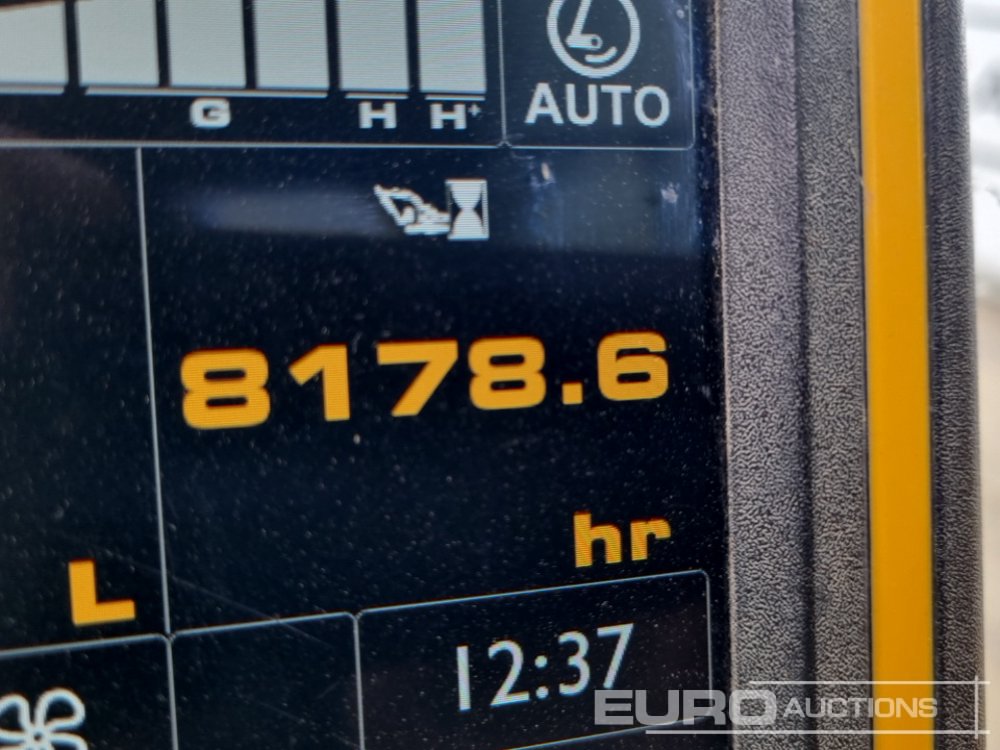 G H H+
AUTO
8178.6
hr
L
12:37
EURO AUCTIONS